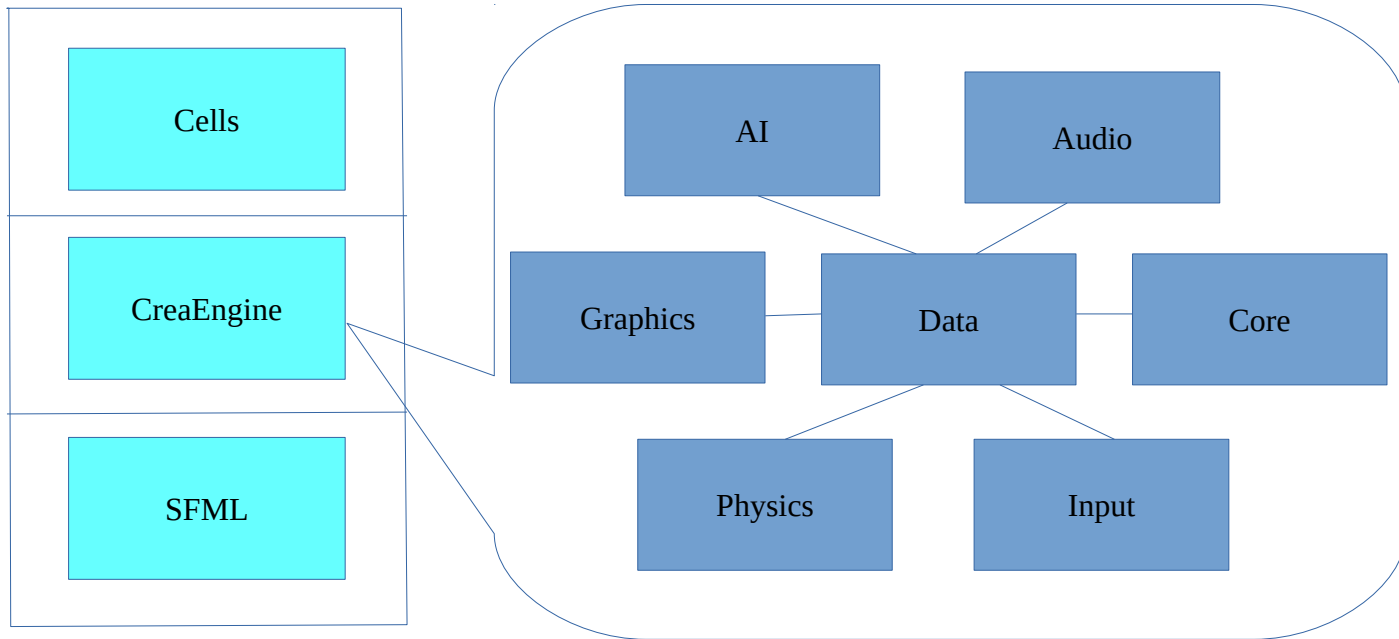 Cells
CreaEngine
SFML
AI
Audio
Graphics
Data
Core
Physics
Input